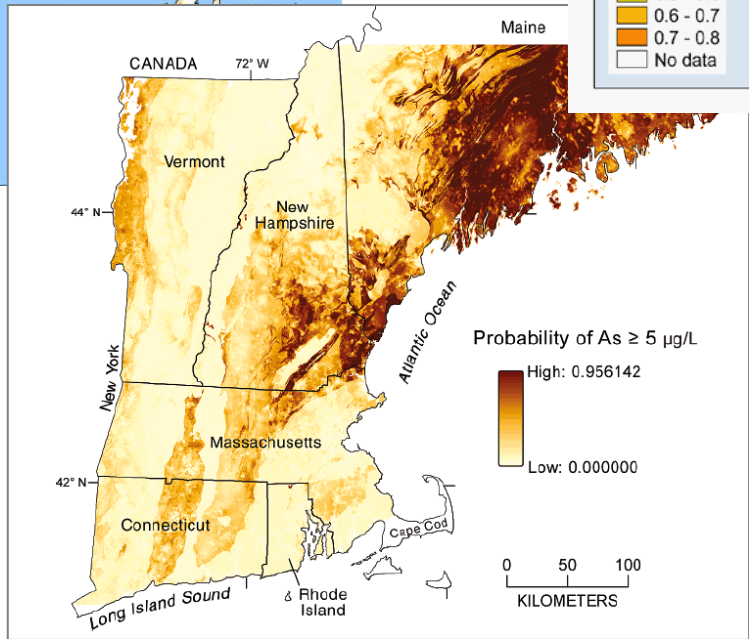 0.6 - 0.7
0.7 - 0.8
No data
Maine
CANADA
72° W
Vermont
44° N
New
Hampshire
Atlantic Ocean
Probability of As ≥ 5 µg/L
High: 0.956142
Low: 0.000000
New York
Massachusetts
42° N
Connecticut
Cape Cod
0 50 100
KILOMETERS
Rhode
Island
Long Island Sound